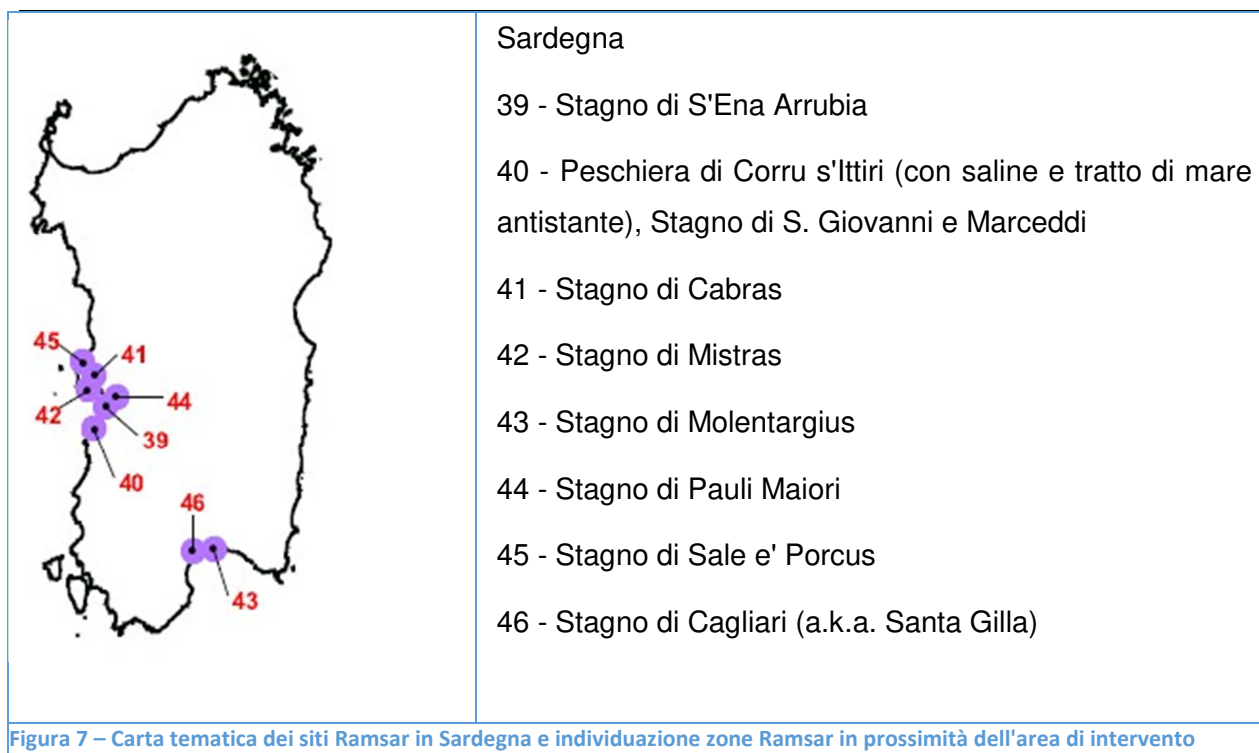 45
41
42
44
39
40
46
43
Sardegna
39 - Stagno di S'Ena Arrubia
40 - Peschiera di Corru s'Ittiri (con saline e tratto di mare
antistante), Stagno di S. Giovanni e Marceddi
41 - Stagno di Cabras
42 - Stagno di Mistras
43 - Stagno di Molentargius
44 - Stagno di Pauli Maiori
45 - Stagno di Sale e' Porcus
46 - Stagno di Cagliari (a.k.a. Santa Gilla)
Figura 7 – Carta tematica dei siti Ramsar in Sardegna e individuazione zone Ramsar in prossimità dell'area di intervento